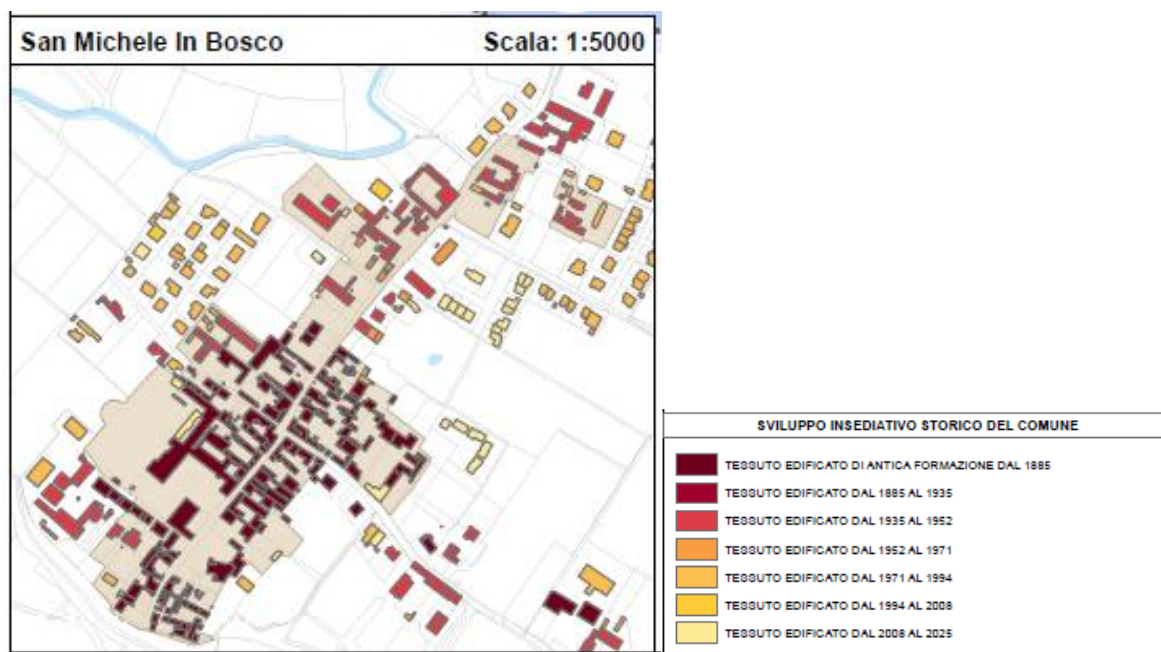 San Michele In Bosco
Scala: 1:5000
SVILUPPO INSEDIATIVO STORICO DEL COMUNE
TESSUTO EDIFICATO DI ANTICA FORMAZIONE DAL 1885
TESSUTO EDIFICATO DAL 1885 AL 1935
TESSUTO EDIFICATO DAL 1935 AL 1952
TESSUTO EDIFICATO DAL 1952 AL 1971
TESSUTO EDIFICATO DAL 1971 AL 1994
TESSUTO EDIFICATO DAL 1994 AL 2008
TESSUTO EDIFICATO DAL 2008 AL 2025